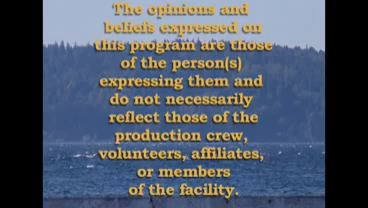 The opinions and
beliefs expressed on
this program are those
of the person(s)
expressing them and
do not necessarily
reflect those of the
production crew,
volunteers, affiliates,
or members
of the facility.